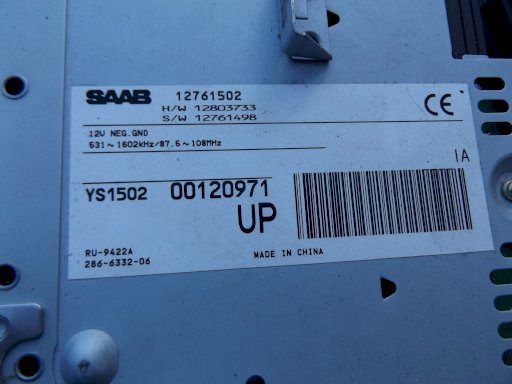 SAAB 12761502
H/W 12803733
S/W 12761498
CE
12V NEG.GND
531~1602KHz/87.5~108MHz
IA
YS1502 00120971
UP
RU-9422A
286-6332-06
MADE IN CHINA